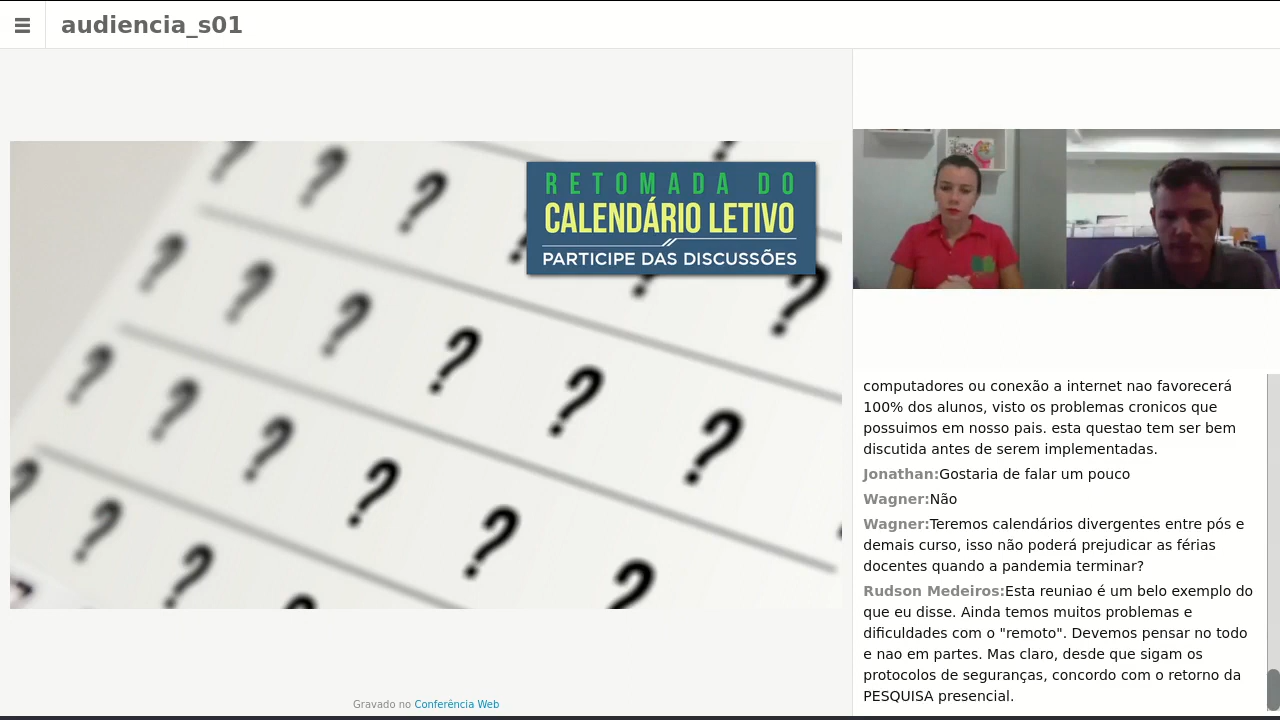 audiencia_s01
RETOMADA DO
CALENDÁRIO LETIVO
PARTICIPE DAS DISCUSSÕES
? ? ? ?
? ? ? ? ? ?
? ? ? ? ? ?
? ? ? ?
computadores ou conexão a internet nao favorecerá
100% dos alunos, visto os problemas cronicos que
possuimos em nosso pais. esta questao tem ser bem
discutida antes de serem implementadas.
Jonathan:Gostaria de falar um pouco
Wagner:Não
Wagner:Teremos calendários divergentes entre pós e
demais curso, isso não poderá prejudicar as férias
docentes quando a pandemia terminar?
Rudson Medeiros:Esta reuniao é um belo exemplo do
que eu disse. Ainda temos muitos problemas e
dificuldades com o "remoto". Devemos pensar no todo
e nao em partes. Mas claro, desde que sigam os
protocolos de seguranças, concordo com o retorno da
PESQUISA presencial.
Gravado no Conferência Web